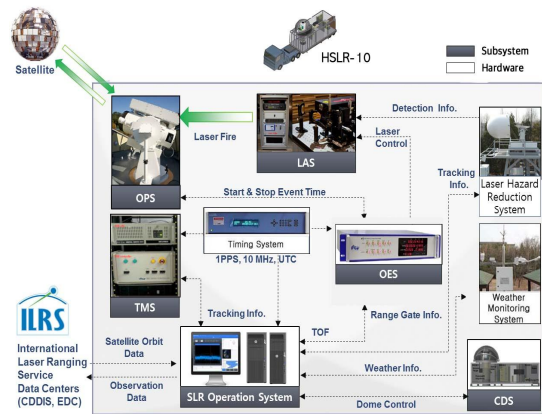 HSLR-10
Subsystem
Hardware
Satellite
Detection Info.
Laser Fire
Laser
Control
LAS
Tracking
Info.
Laser Hazard
Reduction
System
OPS
Start & Stop Event Time
Timing System
1PPS, 10 MHz, UTC
OES
TMS
Weather
Monitoring
System
ILRS
International
Laser Ranging
Service
Data Centers
(CDDIS, EDC)
Tracking Info.
TOF
Range Gate Info.
Satellite Orbit
Data
Observation
Data
Weather Info.
SLR Operation System
Dome Control
CDS